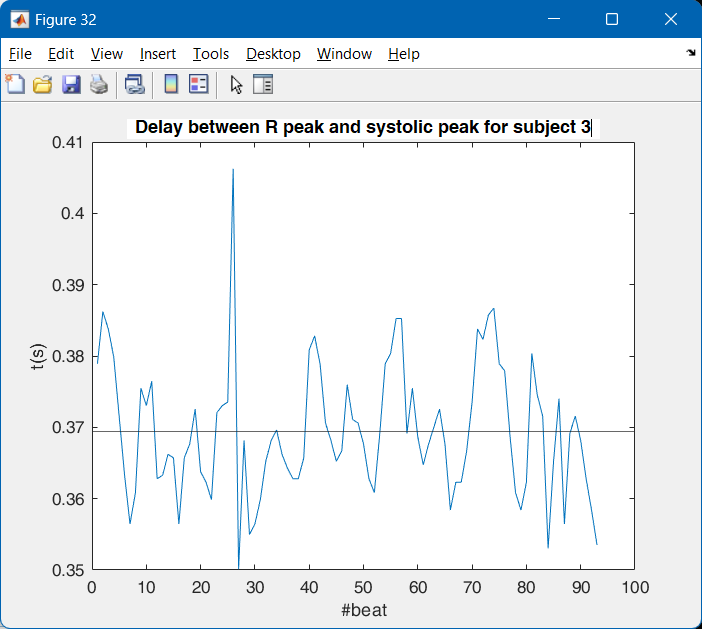 Figure 32
File Edit View Insert Tools Desktop Window Help
Delay between R peak and systolic peak for subject 3
0.41
0.4
0.39
0.38
0.37
0.36
0.35
t(s)
0 10 20 30 40 50 60 70 80 90 100
#beat